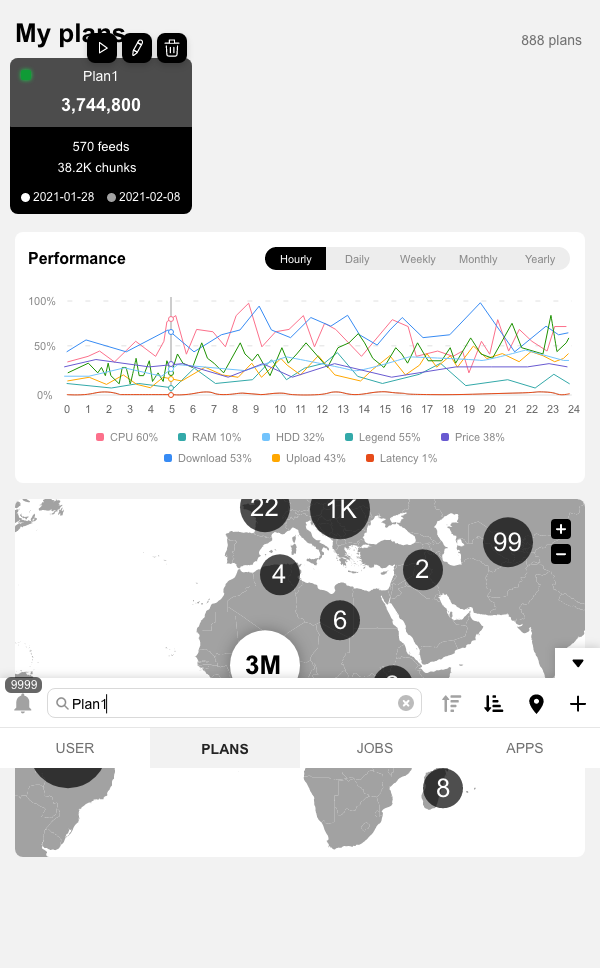 My plans
888 plans
Plan1
3,744,800
570 feeds
38.2K chunks
2021-01-28 2021-02-08
Performance
Hourly Daily Weekly Monthly Yearly
100%
50%
0%
0 1 2 3 4 5 6 7 8 9 10 11 12 13 14 15 16 17 18 19 20 21 22 23 24
CPU 60% RAM 10% HDD 32% Legend 55% Price 38%
Download 53% Upload 43% Latency 1%
22 1K
99
+
−
4 2
6
3M
9999
Plan1
USER PLANS JOBS APPS
8